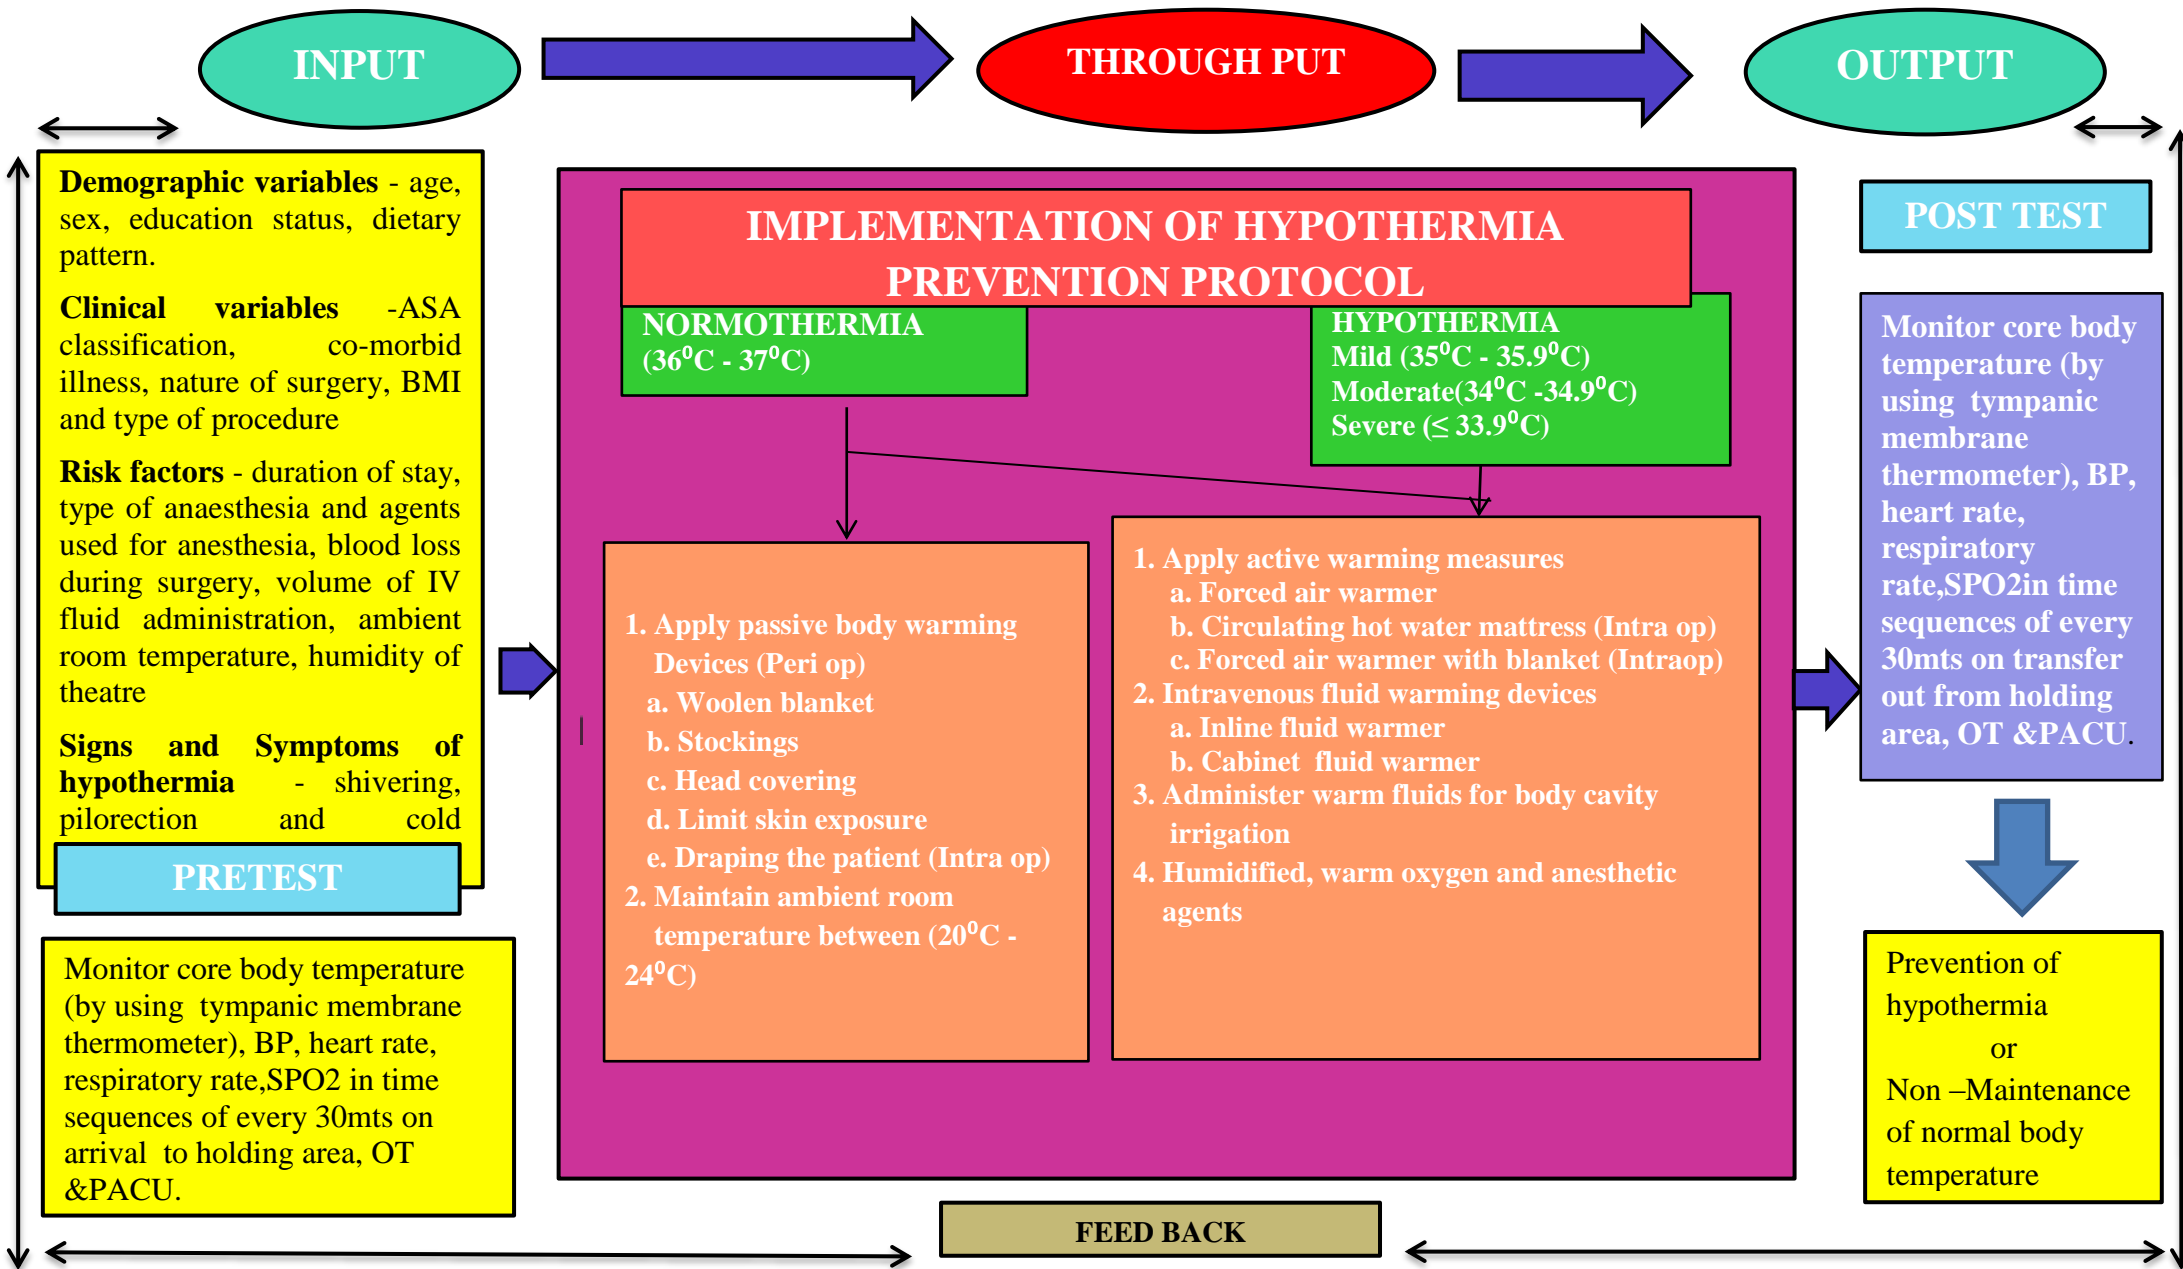 INPUT
THROUGH PUT
OUTPUT
Demographic variables - age,
sex, education status, dietary
pattern.
Clinical variables -ASA
classification, co-morbid
illness, nature of surgery, BMI
and type of procedure
Risk factors - duration of stay,
type of anaesthesia and agents
used for anesthesia, blood loss
during surgery, volume of IV
fluid administration, ambient
room temperature, humidity of
theatre
Signs and Symptoms of
hypothermia - shivering,
pilorection and cold
PRETEST
Monitor core body temperature
(by using tympanic membrane
thermometer), BP, heart rate,
respiratory rate,SPO2 in time
sequences of every 30mts on
arrival to holding area, OT
&PACU.
IMPLEMENTATION OF HYPOTHERMIA
PREVENTION PROTOCOL
NORMOTHERMIA
(36⁰C - 37⁰C)
HYPOTHERMIA
Mild (35⁰C - 35.9⁰C)
Moderate(34⁰C -34.9⁰C)
Severe (≤ 33.9⁰C)
1. Apply passive body warming
Devices (Peri op)
a. Woolen blanket
b. Stockings
c. Head covering
d. Limit skin exposure
e. Draping the patient (Intra op)
2. Maintain ambient room
temperature between (20⁰C -
24⁰C)
1. Apply active warming measures
a. Forced air warmer
b. Circulating hot water mattress (Intra op)
c. Forced air warmer with blanket (Intraop)
2. Intravenous fluid warming devices
a. Inline fluid warmer
b. Cabinet fluid warmer
3. Administer warm fluids for body cavity
irrigation
4. Humidified, warm oxygen and anesthetic
agents
POST TEST
Monitor core body
temperature (by
using tympanic
membrane
thermometer), BP,
heart rate,
respiratory
rate,SPO2in time
sequences of every
30mts on transfer
out from holding
area, OT &PACU.
Prevention of
hypothermia
or
Non –Maintenance
of normal body
temperature
FEED BACK